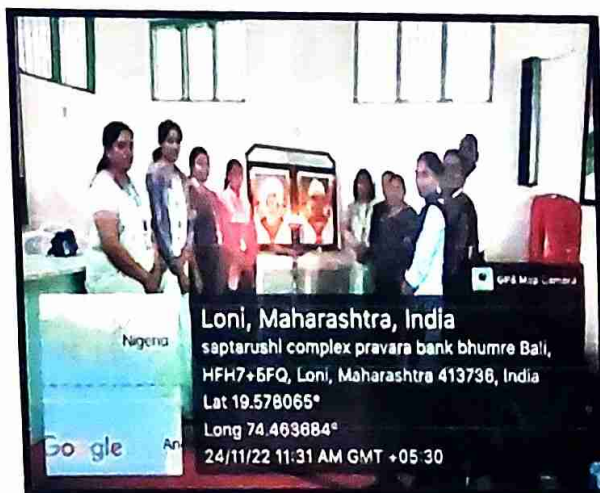 GPS Map Camera
Loni, Maharashtra, India
saptarushi complex pravara bank bhumre Bali,
HFH7+5FQ, Loni, Maharashtra 413736, India
Lat 19.578065°
Long 74.463684°
24/11/22 11:31 AM GMT +05:30
Nigeria
Google